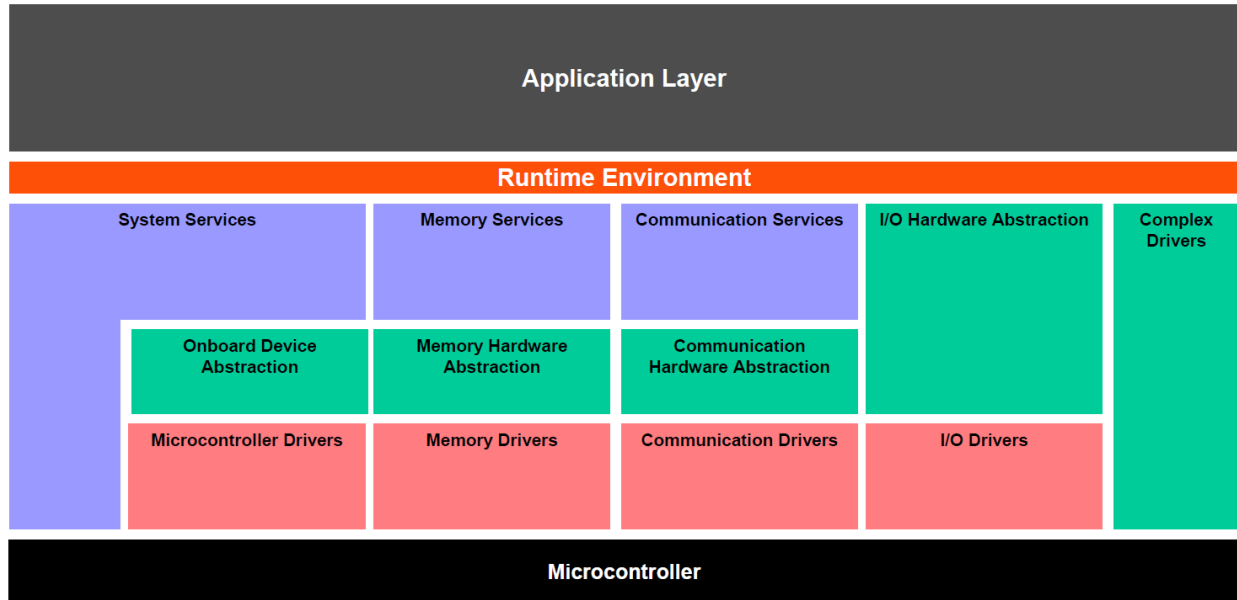 Application Layer
Runtime Environment
System Services
Memory Services
Communication Services
I/O Hardware Abstraction
Complex
Drivers
Onboard Device
Abstraction
Memory Hardware
Abstraction
Communication
Hardware Abstraction
Microcontroller Drivers
Memory Drivers
Communication Drivers
I/O Drivers
Microcontroller